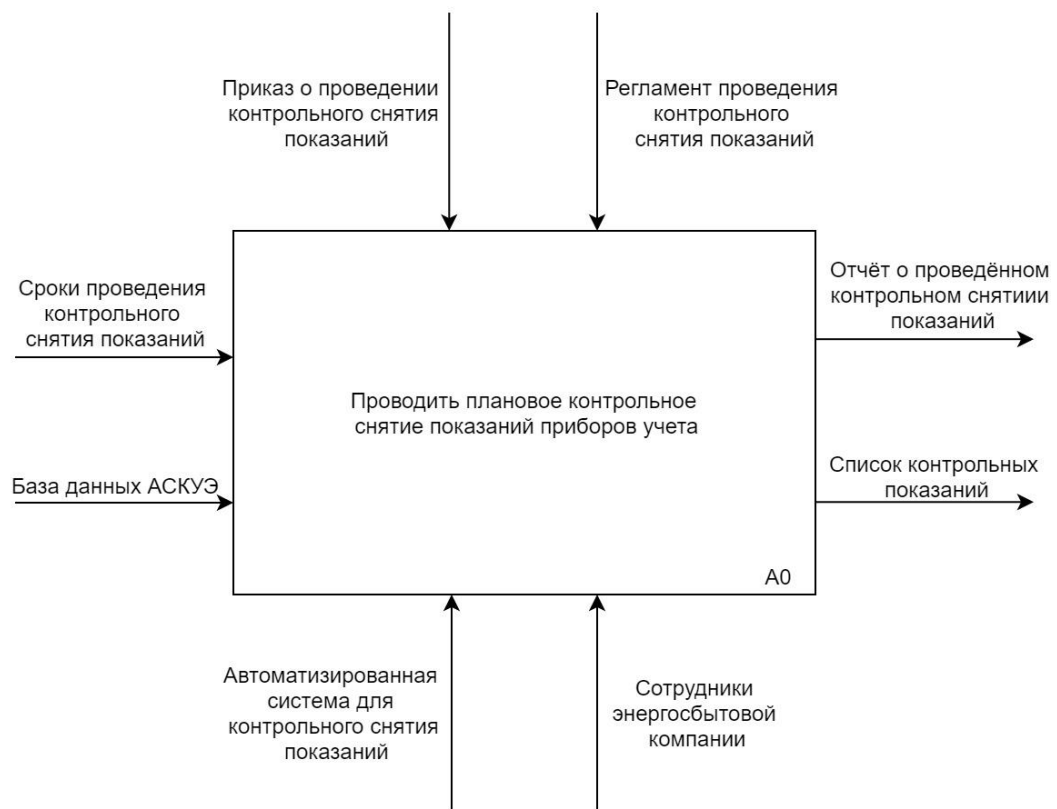 Приказ о проведении
контрольного снятия
показаний
Регламент проведения
контрольного
снятия показаний
Сроки проведения
контрольного
снятия показаний
Отчёт о проведённом
контрольном снятиии
показаний
Проводить плановое контрольное
снятие показаний приборов учета
База данных АСКУЭ
Список контрольных
показаний
A0
Автоматизированная
система для
контрольного снятия
показаний
Сотрудники
энергосбытовой
компании